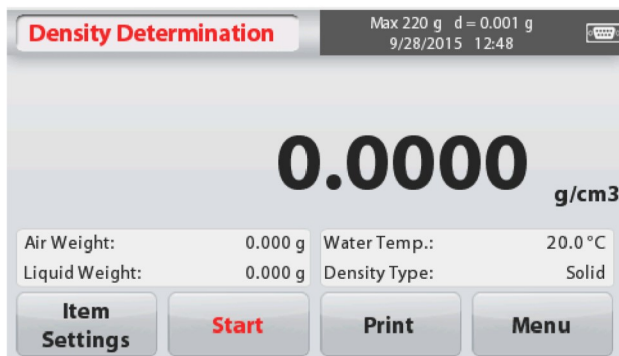 Density Determination
Max 220 g d = 0.001 g
9/28/2015 12:48
0.0000
g/cm3
Air Weight: 0.000 g
Water Temp.: 20.0 °C
Liquid Weight: 0.000 g
Density Type: Solid
Item
Settings
Start
Print
Menu